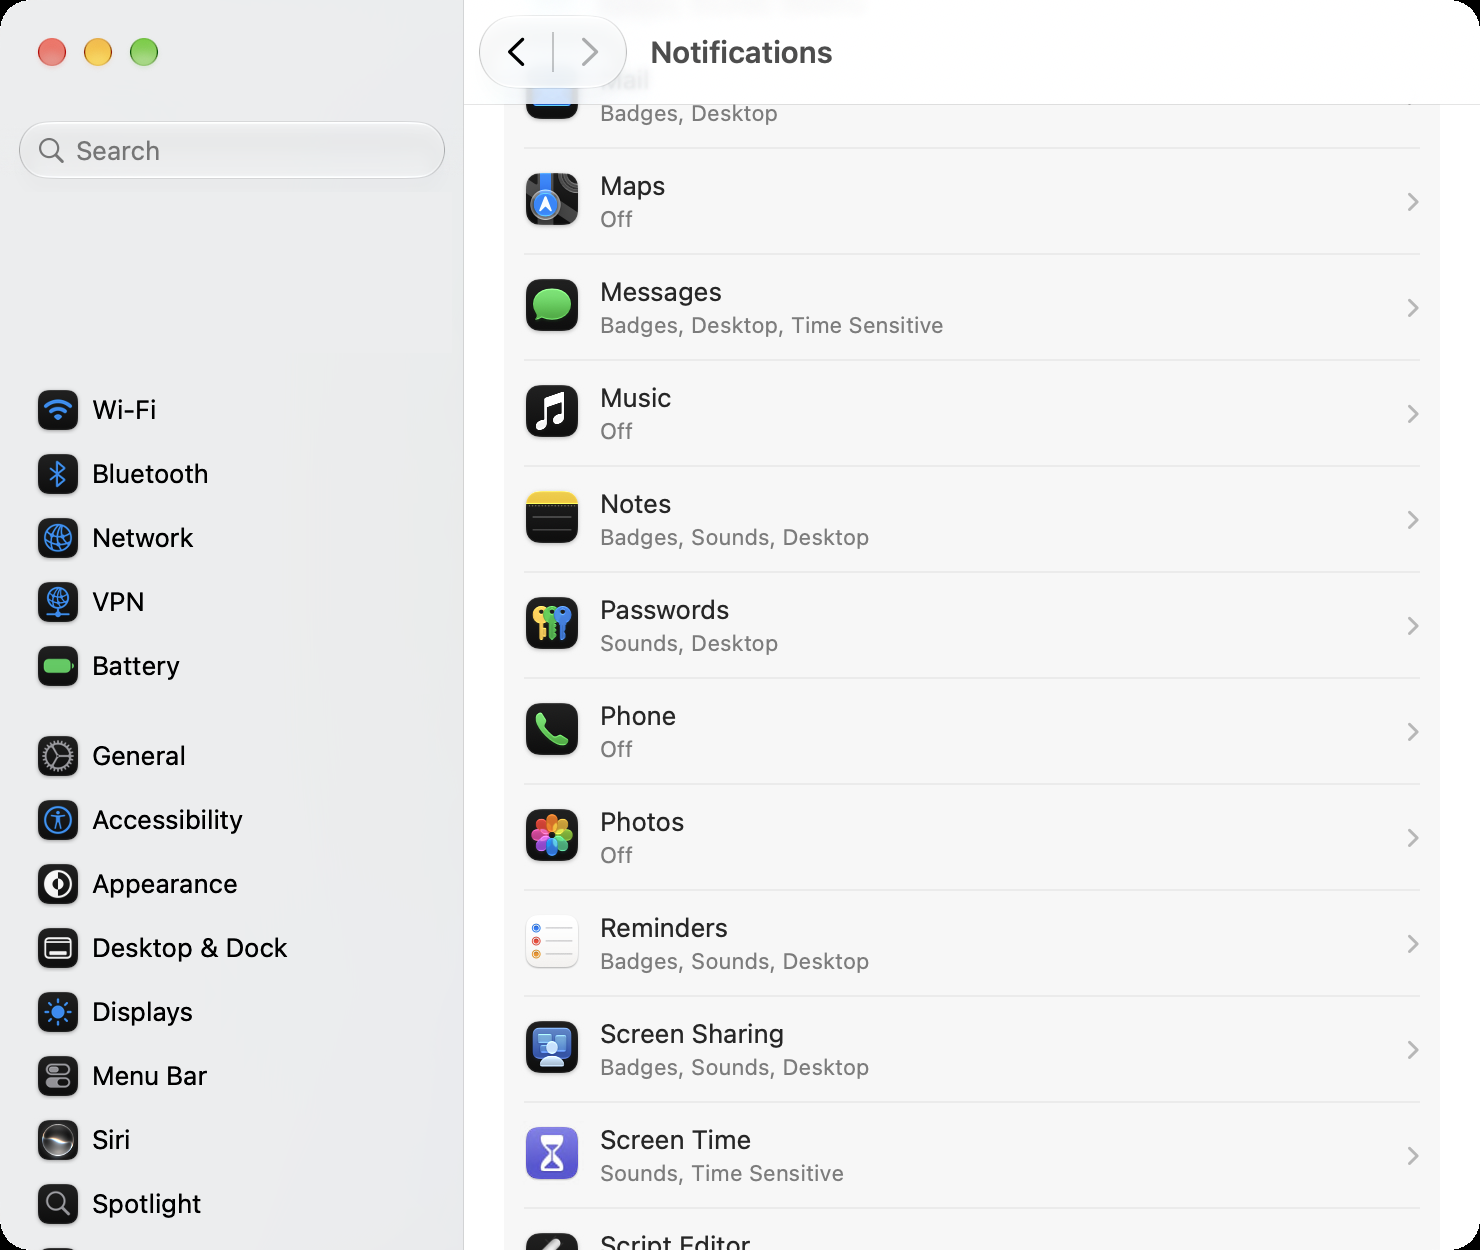 Notifications
Search
Wi-Fi
Bluetooth
Network
VPN
Battery
General
Accessibility
Appearance
Desktop & Dock
Displays
Menu Bar
Siri
Spotlight
Mail
Badges, Desktop
Maps
Off
Messages
Badges, Desktop, Time Sensitive
Music
Off
Notes
Badges, Sounds, Desktop
Passwords
Sounds, Desktop
Phone
Off
Photos
Off
Reminders
Badges, Sounds, Desktop
Screen Sharing
Badges, Sounds, Desktop
Screen Time
Sounds, Time Sensitive
Script Editor